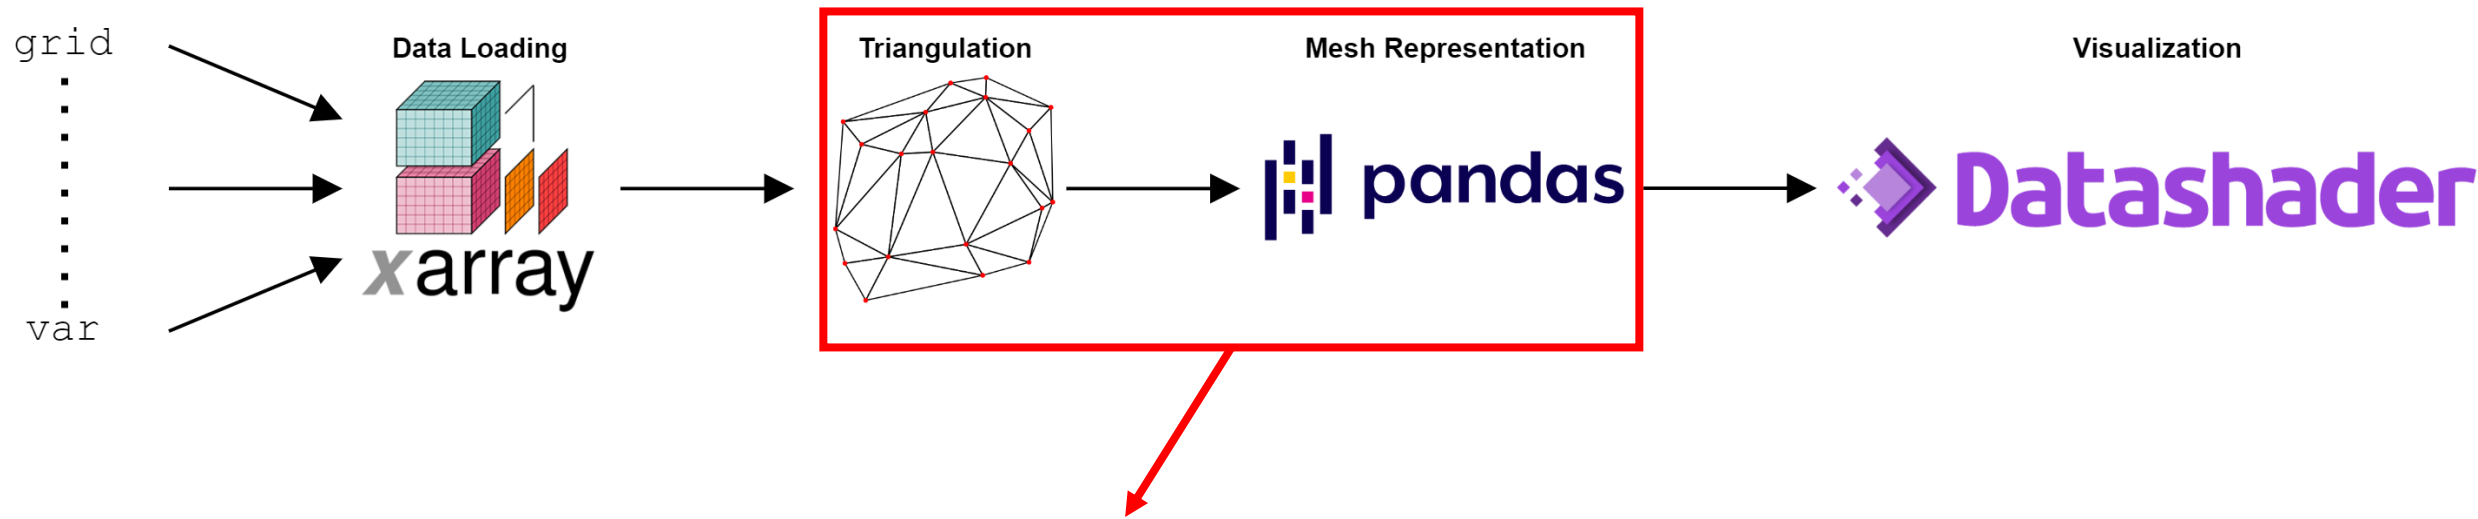 grid
var
Data Loading
xarray
Triangulation
Mesh Representation
pandas
Visualization
Datashader